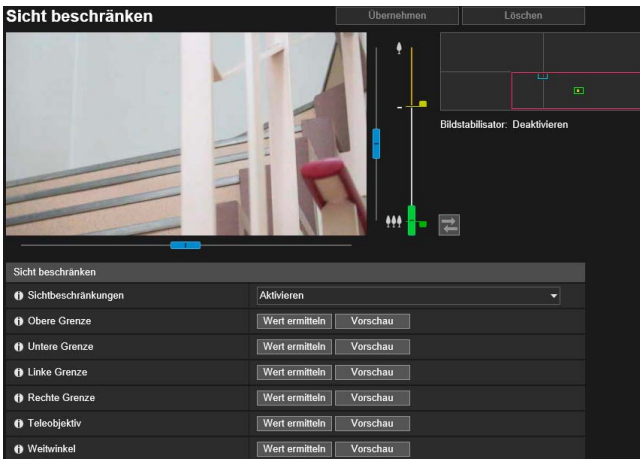 Sicht beschränken
Übernehmen
Löschen
Bildstabilisator: Deaktivieren
Sicht beschränken
Sichtbeschränkungen Aktivieren
Obere Grenze Wert ermitteln Vorschau
Untere Grenze Wert ermitteln Vorschau
Linke Grenze Wert ermitteln Vorschau
Rechte Grenze Wert ermitteln Vorschau
Teleobjektiv Wert ermitteln Vorschau
Weitwinkel Wert ermitteln Vorschau